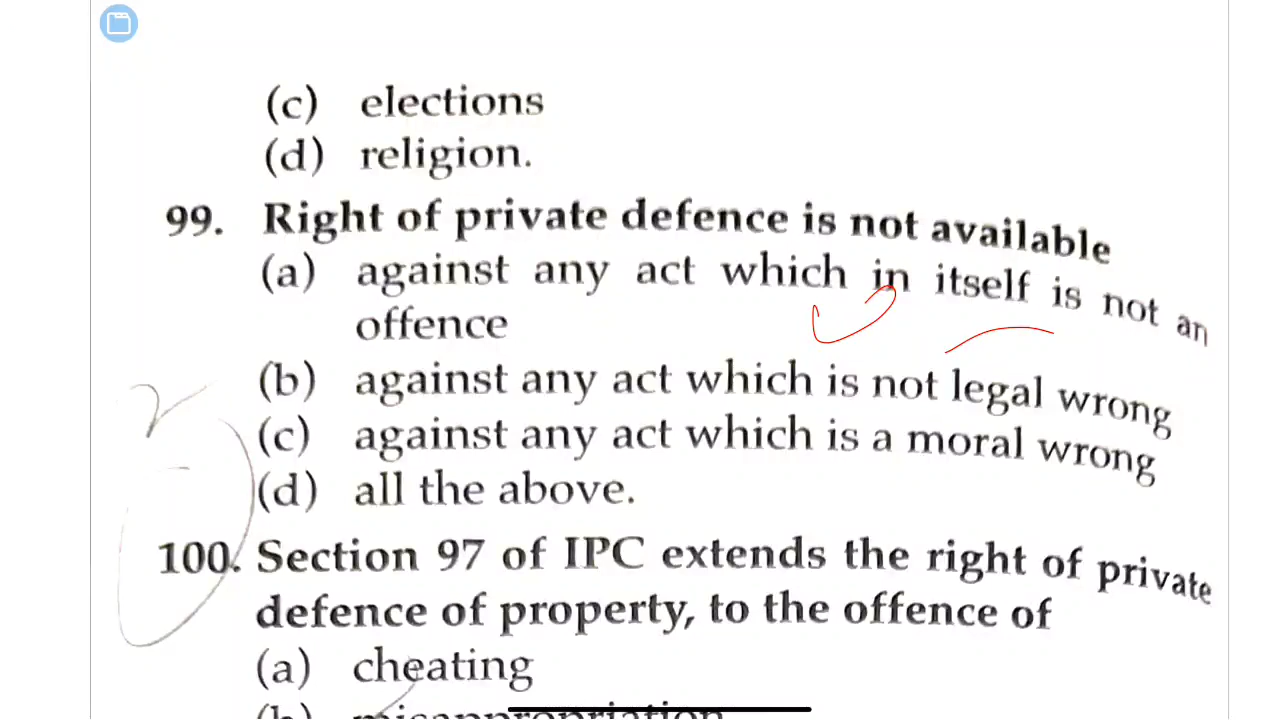 (c) elections
(d) religion.
99. Right of private defence is not available
(a) against any act which in itself is not an
offence
(b) against any act which is not legal wrong
(c) against any act which is a moral wrong
(d) all the above.
100. Section 97 of IPC extends the right of private
defence of property, to the offence of
(a) cheating
(b) misappropriation